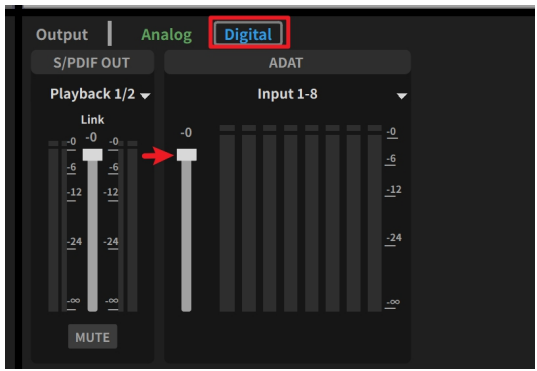 Output Analog Digital
S/PDIF OUT ADAT
Playback 1/2 Input 1-8
Link
-0 -0 -0 -0 -0
-6 -6 -6
-12 -12 -12
-24 -24 -24
-∞ -∞ -∞
MUTE